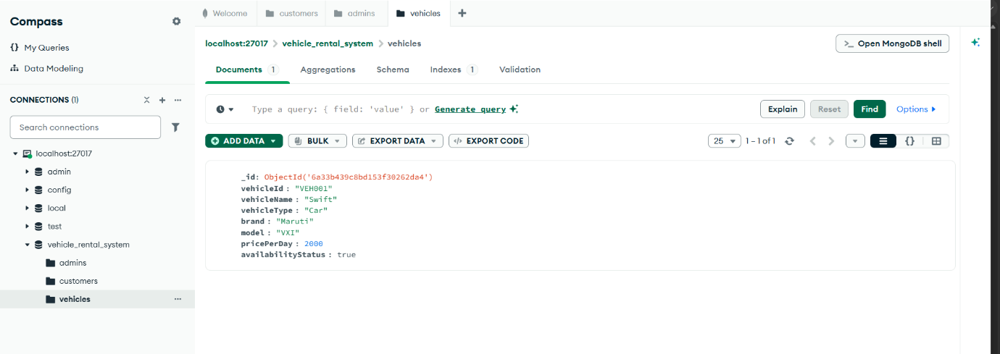 Compass
My Queries
Data Modeling
CONNECTIONS (1)
Search connections
localhost:27017
admin
config
local
test
vehicle_rental_system
admins
customers
vehicles
Welcome customers admins vehicles
localhost:27017 > vehicle_rental_system > vehicles
>_ Open MongoDB shell
Documents 1 Aggregations Schema Indexes 1 Validation
Type a query: { field: 'value' } or Generate query
Explain Reset Find Options
ADD DATA BULK EXPORT DATA EXPORT CODE
25 1 – 1 of 1
_id: ObjectId('6a33b439c8bd153f30262da4')
vehicleId : "VEH001"
vehicleName : "Swift"
vehicleType : "Car"
brand : "Maruti"
model : "VXI"
pricePerDay : 2000
availabilityStatus : true